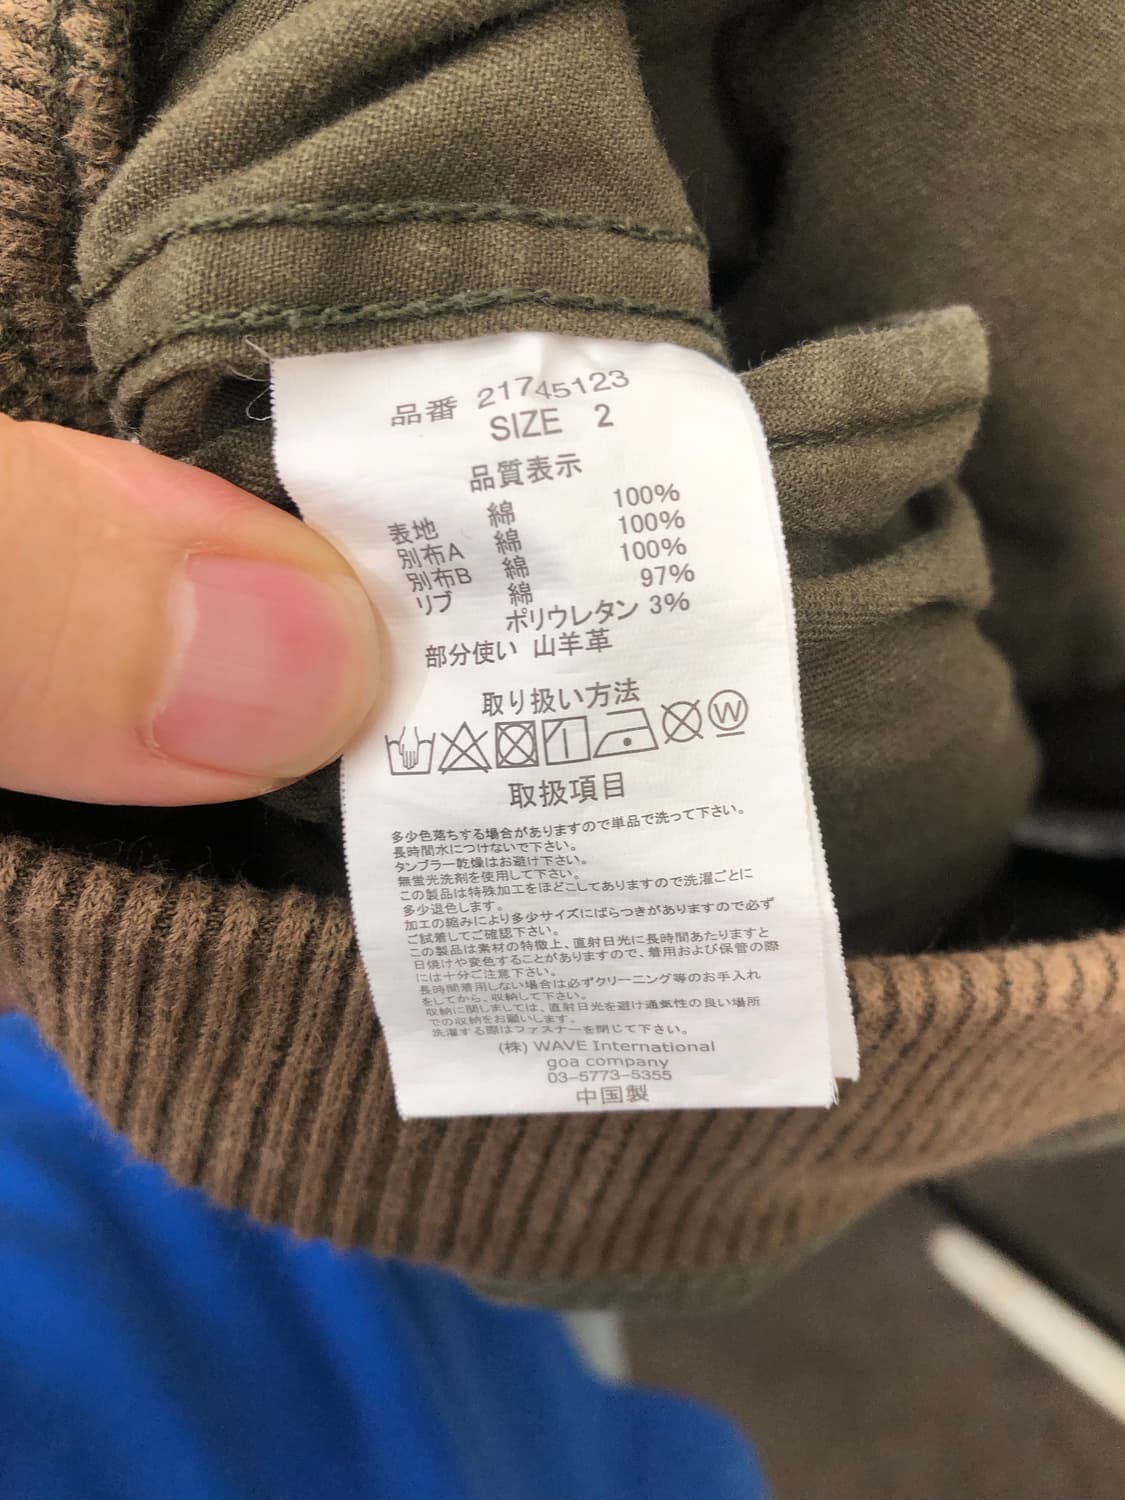 品番 21745123
SIZE 2
品質表示
表地 綿 100%
別布A 綿 100%
別布B 綿 100%
リブ 綿 97%
ポリウレタン 3%
部分使い 山羊革
取り扱い方法
W
取扱項目
多少色落ちする場合がありますので単品で洗って下さい。
長時間水につけないで下さい。
タンブラー乾燥はお避け下さい。
無蛍光洗剤を使用して下さい。
この製品は特殊加工をほどこしてありますので洗濯ごとに
多少退色します。
加工の縮みにより多少サイズにばらつきがありますので必ず
ご試着してご確認下さい。
この製品は素材の特徴上、直射日光に長時間あたりますと
日焼けや変色することがありますので、着用および保管の際
には十分ご注意下さい。
長時間着用しない場合は必ずクリーニング等のお手入れ
をしてから、収納して下さい。
収納に関しましては、直射日光を避け通気性の良い場所
での収納をお願いします。
洗濯する際はファスナーを閉じて下さい。
(株) WAVE International
goa company
03-5773-5355
中国製